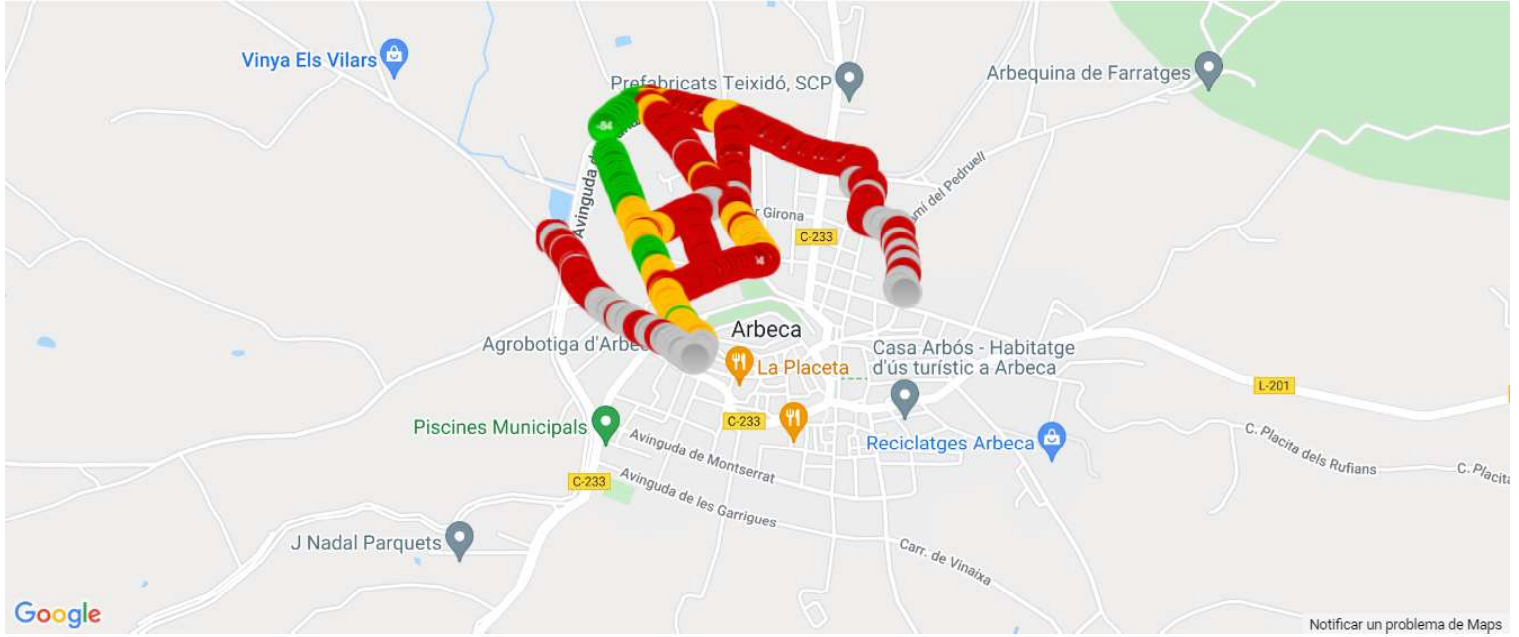 Vinya Els Vilars
Prefabricats Teixidó, SCP
Arbequina de Farratges
-84
Avinguda d
Camí del Pedruell
Girona
C-233
Arbeca
Agrobotiga d'Arbec
La Placeta
Casa Arbós - Habitatge
d'ús turístic a Arbeca
L-201
Piscines Municipals
C-233
Reciclatges Arbeca
Avinguda de Montserrat
C. Placita dels Rufians
C. Placita
C-233
Avinguda de les Garrigues
J Nadal Parquets
Carr. de Vinaixa
Google
Notificar un problema de Maps